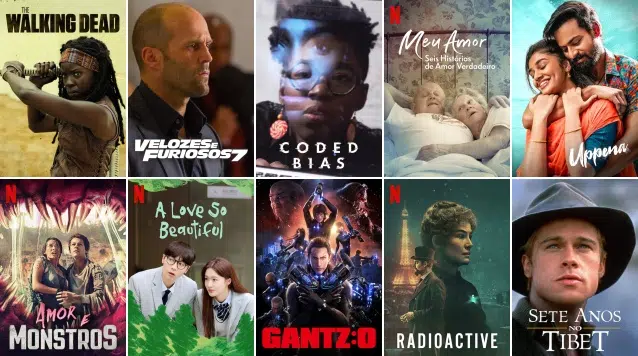 THE
WALKING DEAD
VELOZES E
FURIOSOS 7
CODED
BIAS
N
Meu Amor
Seis Histórias
de Amor Verdadeiro
Uppena
N
AMOR E
MONSTROS
N
A Love So
Beautiful
GANTZ:O
N
RADIOACTIVE
SETE ANOS
NO
TIBET